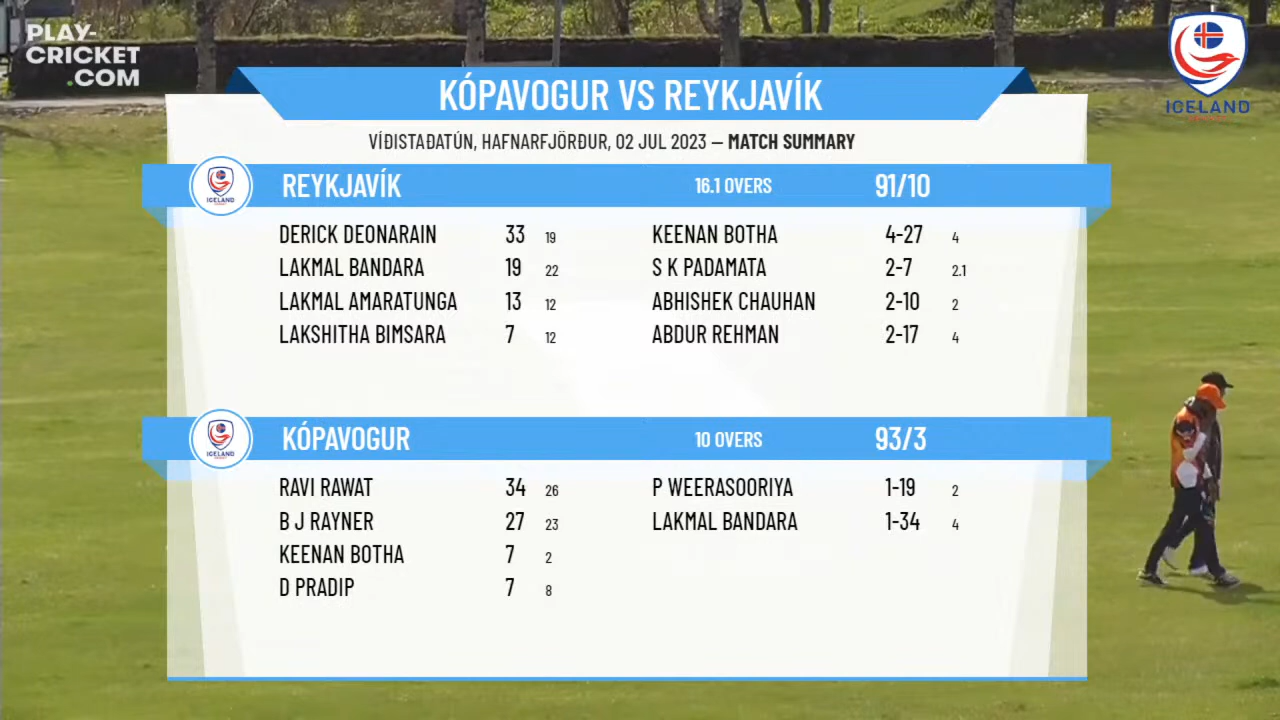 PLAY-
CRICKET
.COM
ICELAND
KÓPAVOGUR VS REYKJAVÍK
VÍÐISTAÐATÚN, HAFNARFJÖRÐUR, 02 JUL 2023 – MATCH SUMMARY
ICELAND
REYKJAVÍK 16.1 OVERS 91/10
DERICK DEONARAIN 33 19 KEENAN BOTHA 4-27 4
LAKMAL BANDARA 19 22 S K PADAMATA 2-7 2.1
LAKMAL AMARATUNGA 13 12 ABHISHEK CHAUHAN 2-10 2
LAKSHITHA BIMSARA 7 12 ABDUR REHMAN 2-17 4
ICELAND
KÓPAVOGUR 10 OVERS 93/3
RAVI RAWAT 34 26 P WEERASOORIYA 1-19 2
B J RAYNER 27 23 LAKMAL BANDARA 1-34 4
KEENAN BOTHA 7 2
D PRADIP 7 8